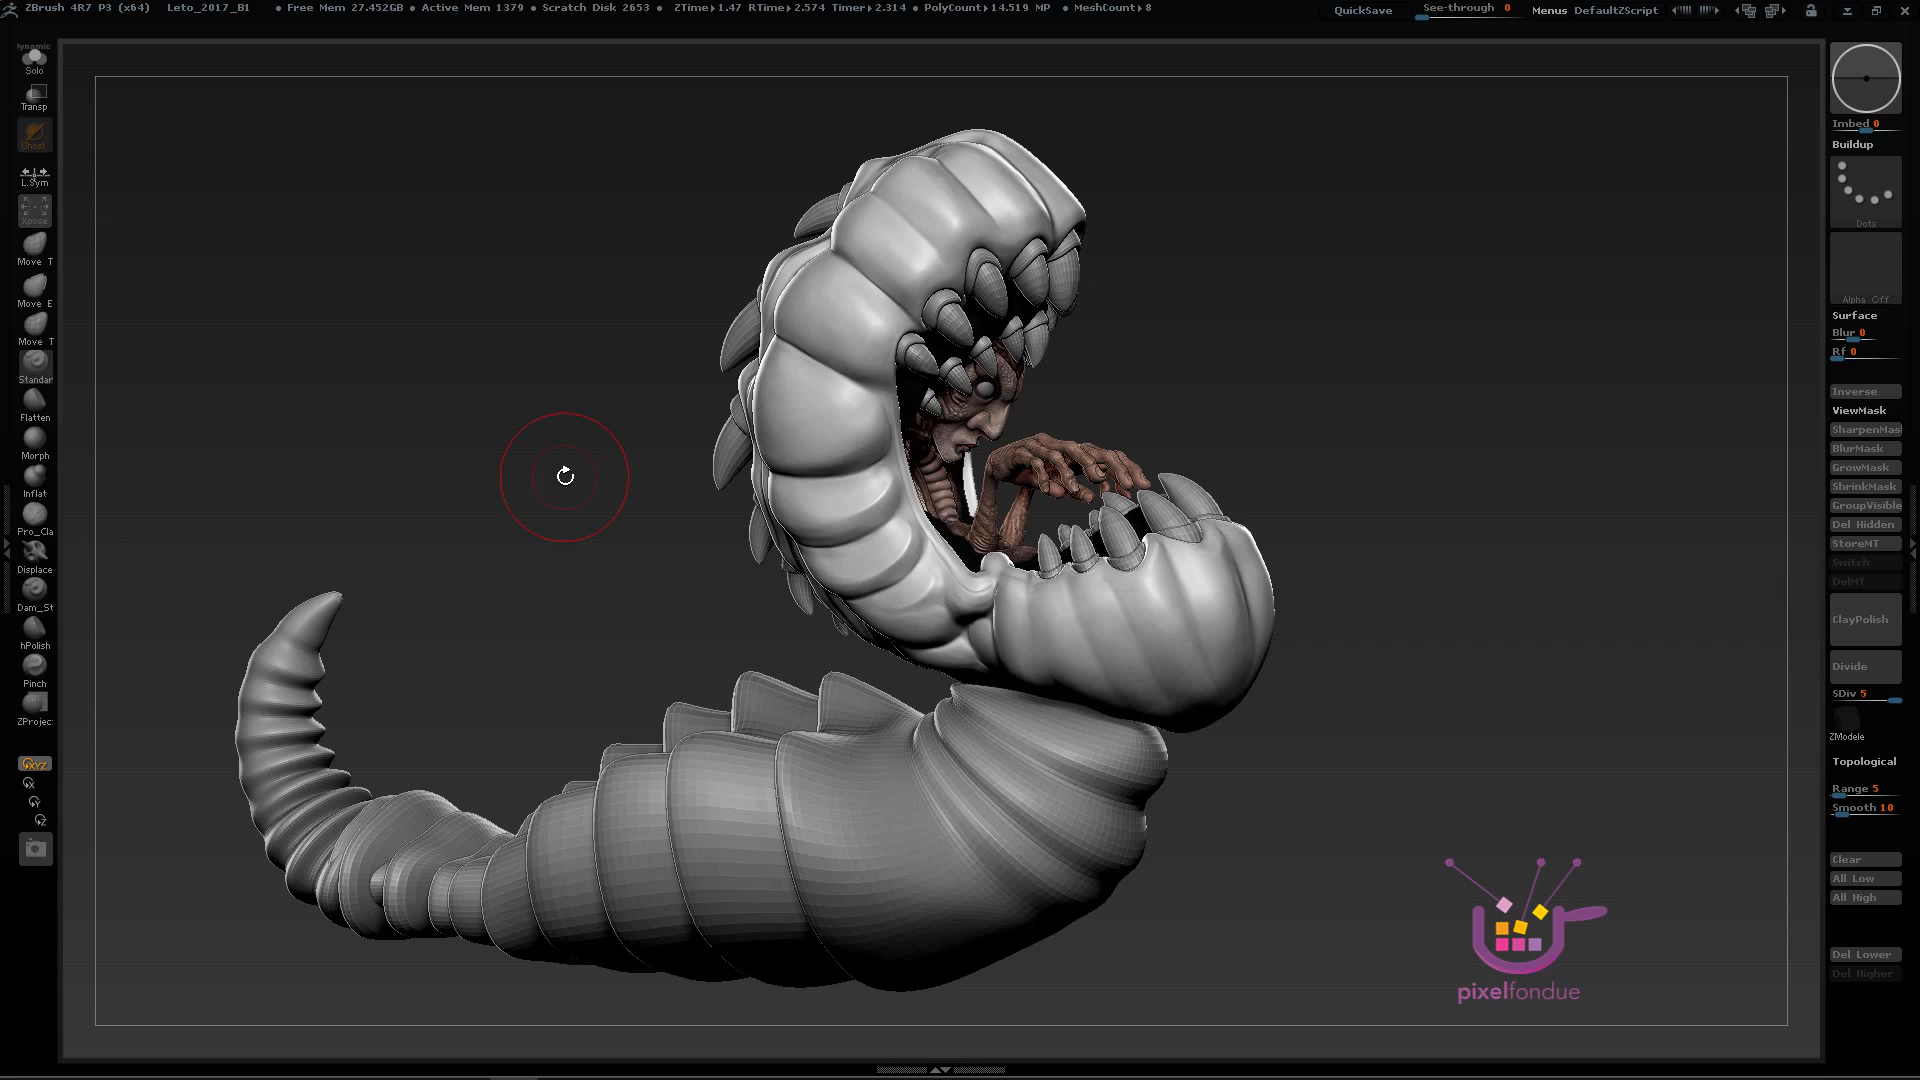 ZBrush 4R7 P3 (x64) Leto_2017_B1 • Free Mem 27.452GB • Active Mem 1379 • Scratch Disk 2653 • ZTime▸1.47 RTime▸2.574 Timer▸2.314 • PolyCount▸14.519 MP • MeshCount▸8 QuickSave See-through 0 Menus DefaultZScript
Dynamic
Solo
Transp
Ghost
L.Sym
Xpose
Move T
Move E
Move T
Standar
Flatten
Morph
Inflat
Pro_Cla
Displace
Dam_St
hPolish
Pinch
ZProjec
XYZ
X
Y
Z
Imbed 0
Buildup
Dots
Alpha Off
Surface
Blur 0
Rf 0
Inverse
ViewMask
SharpenMas
BlurMask
GrowMask
ShrinkMask
GroupVisible
Del Hidden
StoreMT
Switch
DelMT
ClayPolish
Divide
SDiv 5
ZModele
Topological
Range 5
Smooth 10
Clear
All Low
All High
Del Lower
Del Higher
pixelfondue